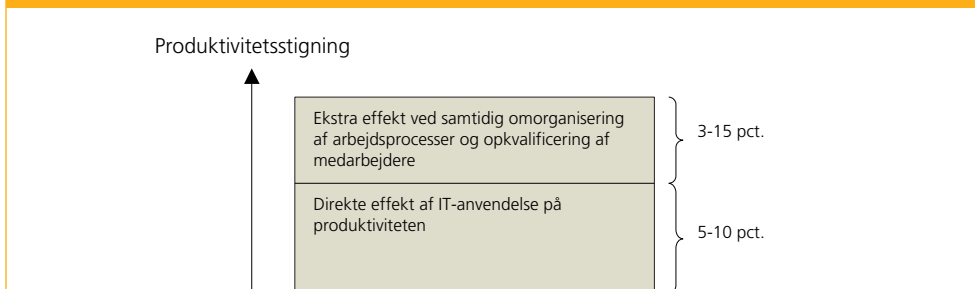 Produktivitetsstigning
Ekstra effekt ved samtidig omorganisering
af arbejdsprocesser og opkvalificering af
medarbejdere
3-15 pct.
Direkte effekt af IT-anvendelse på
produktiviteten
5-10 pct.